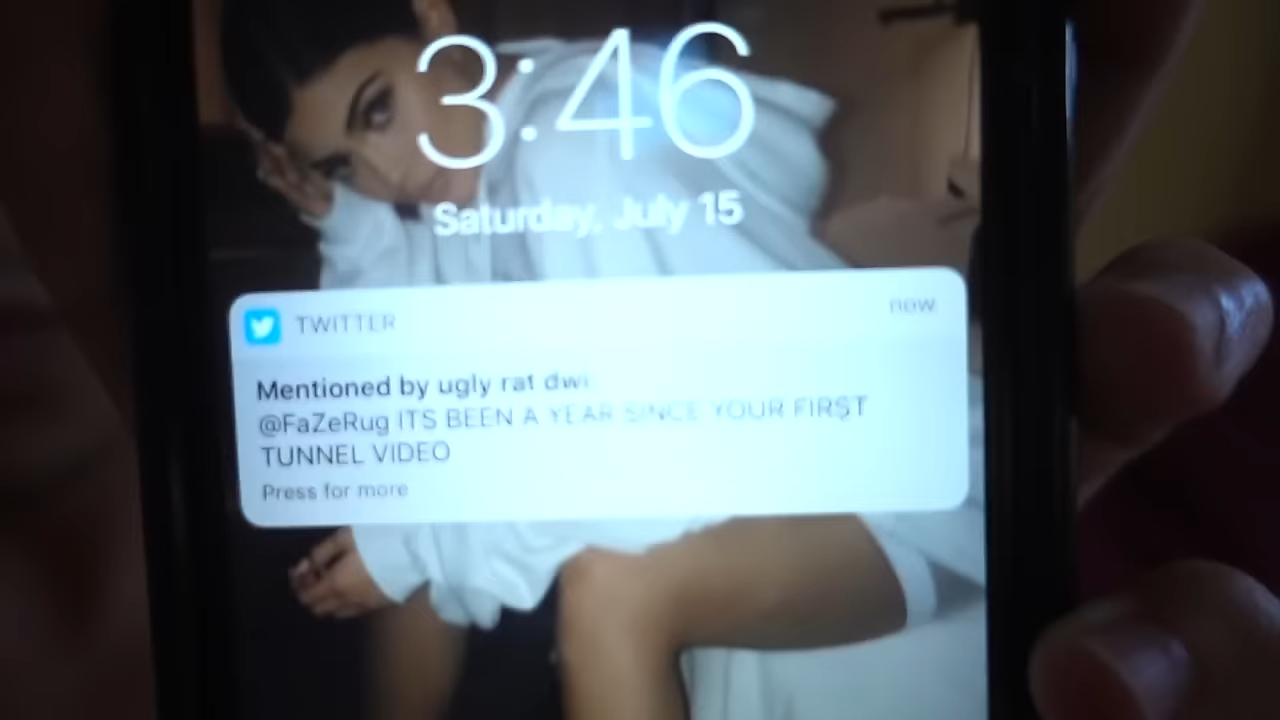 3:46
Saturday, July 15
TWITTER
now
Mentioned by ugly rat
@FaZeRug ITS BEEN A YEAR SINCE YOUR FIRST
TUNNEL VIDEO
Press for more